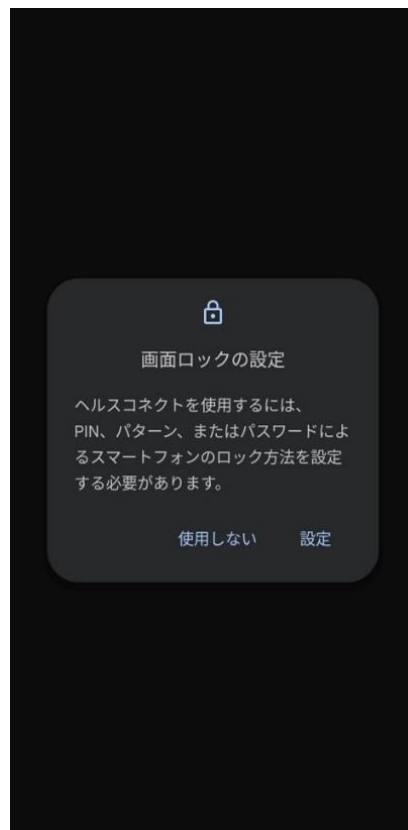 画面ロックの設定
ヘルスコネクトを使用するには、
PIN、パターン、またはパスワードによ
るスマートフォンのロック方法を設定
する必要があります。
使用しない 設定